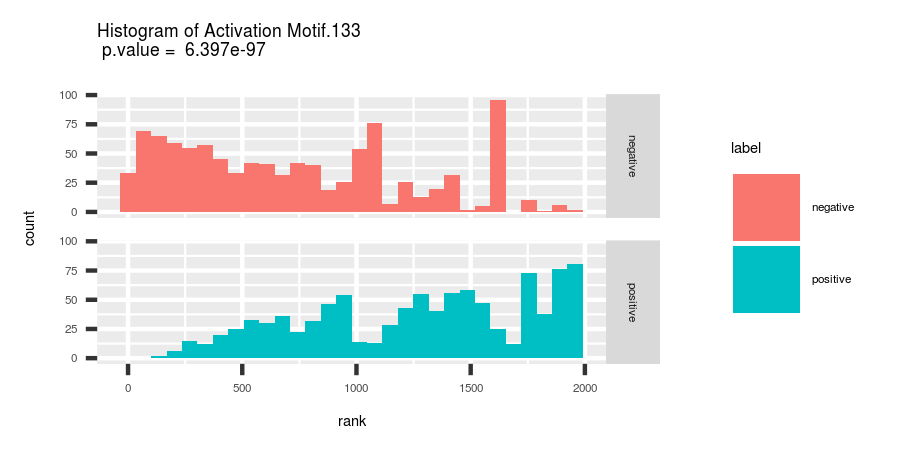 Histogram of Activation Motif.133
p.value =  6.397e-97
count
100
75
50
25
0
negative
100
75
50
25
0
positive
0 500 1000 1500 2000
rank
label
negative
positive